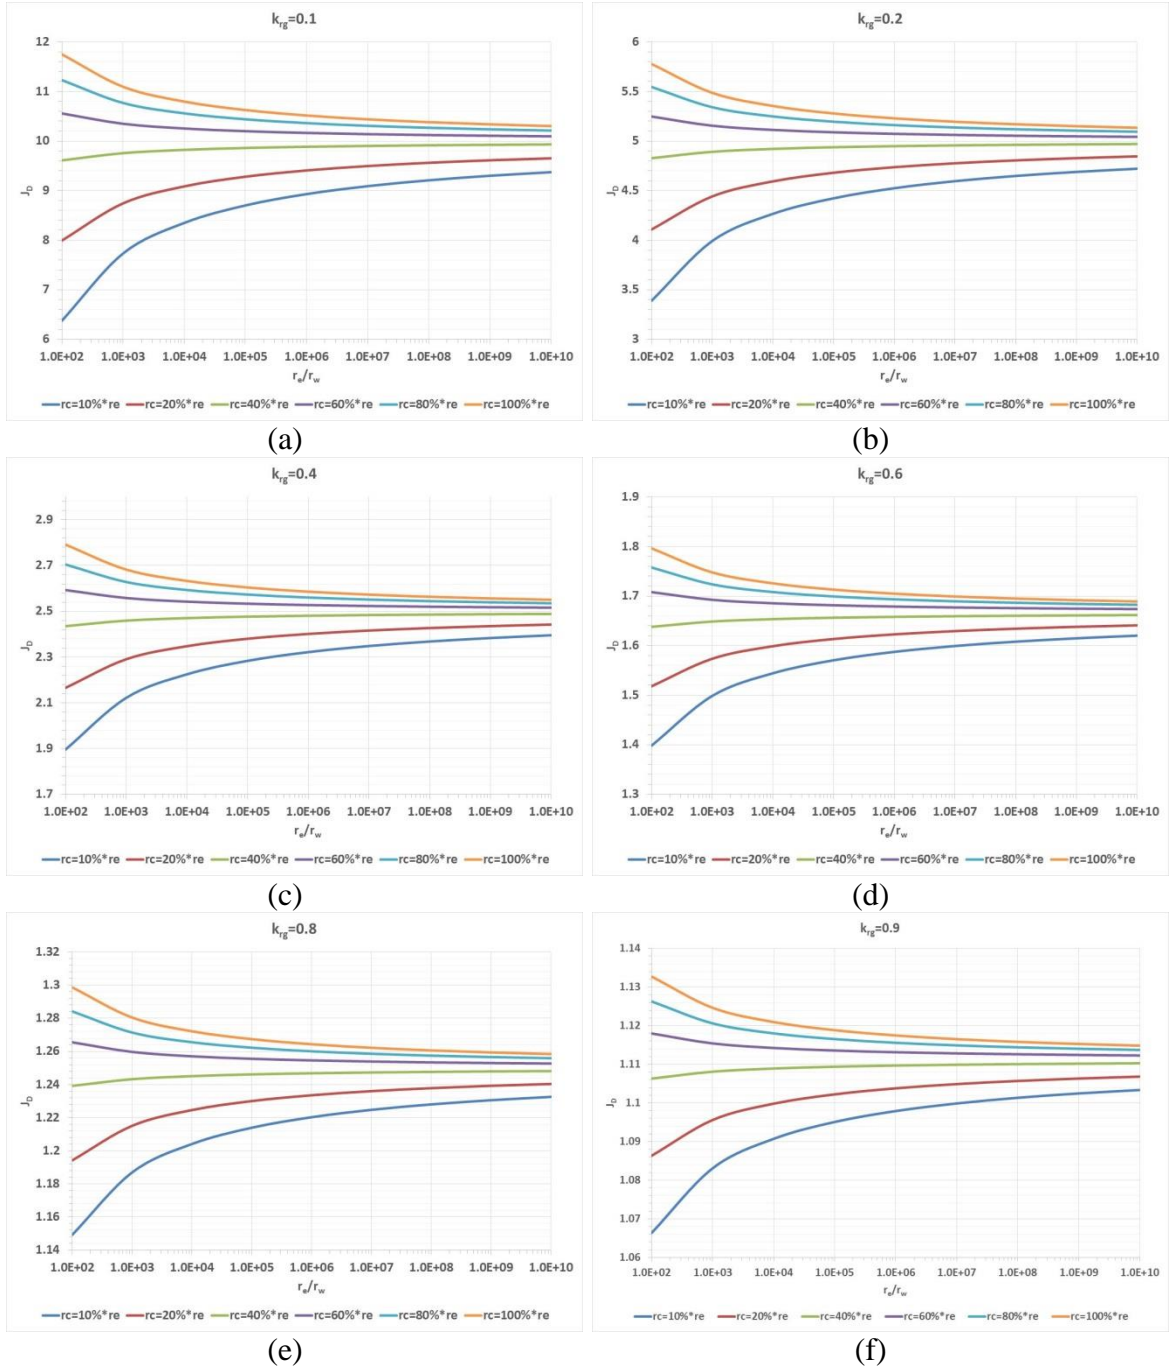 k_rg=0.1
12
11
10
9
8
7
6
J_D
1.0E+02 1.0E+03 1.0E+04 1.0E+05 1.0E+06 1.0E+07 1.0E+08 1.0E+09 1.0E+10
r_e/r_w
rc=10%*re rc=20%*re rc=40%*re rc=60%*re rc=80%*re rc=100%*re
(a)
k_rg=0.2
6
5.5
5
4.5
4
3.5
3
J_D
1.0E+02 1.0E+03 1.0E+04 1.0E+05 1.0E+06 1.0E+07 1.0E+08 1.0E+09 1.0E+10
r_e/r_w
rc=10%*re rc=20%*re rc=40%*re rc=60%*re rc=80%*re rc=100%*re
(b)
k_rg=0.4
2.9
2.7
2.5
2.3
2.1
1.9
1.7
J_D
1.0E+02 1.0E+03 1.0E+04 1.0E+05 1.0E+06 1.0E+07 1.0E+08 1.0E+09 1.0E+10
r_e/r_w
rc=10%*re rc=20%*re rc=40%*re rc=60%*re rc=80%*re rc=100%*re
(c)
k_rg=0.6
1.9
1.8
1.7
1.6
1.5
1.4
1.3
J_D
1.0E+02 1.0E+03 1.0E+04 1.0E+05 1.0E+06 1.0E+07 1.0E+08 1.0E+09 1.0E+10
r_e/r_w
rc=10%*re rc=20%*re rc=40%*re rc=60%*re rc=80%*re rc=100%*re
(d)
k_rg=0.8
1.32
1.3
1.28
1.26
1.24
1.22
1.2
1.18
1.16
1.14
J_D
1.0E+02 1.0E+03 1.0E+04 1.0E+05 1.0E+06 1.0E+07 1.0E+08 1.0E+09 1.0E+10
r_e/r_w
rc=10%*re rc=20%*re rc=40%*re rc=60%*re rc=80%*re rc=100%*re
(e)
k_rg=0.9
1.14
1.13
1.12
1.11
1.1
1.09
1.08
1.07
1.06
J_D
1.0E+02 1.0E+03 1.0E+04 1.0E+05 1.0E+06 1.0E+07 1.0E+08 1.0E+09 1.0E+10
r_e/r_w
rc=10%*re rc=20%*re rc=40%*re rc=60%*re rc=80%*re rc=100%*re
(f)